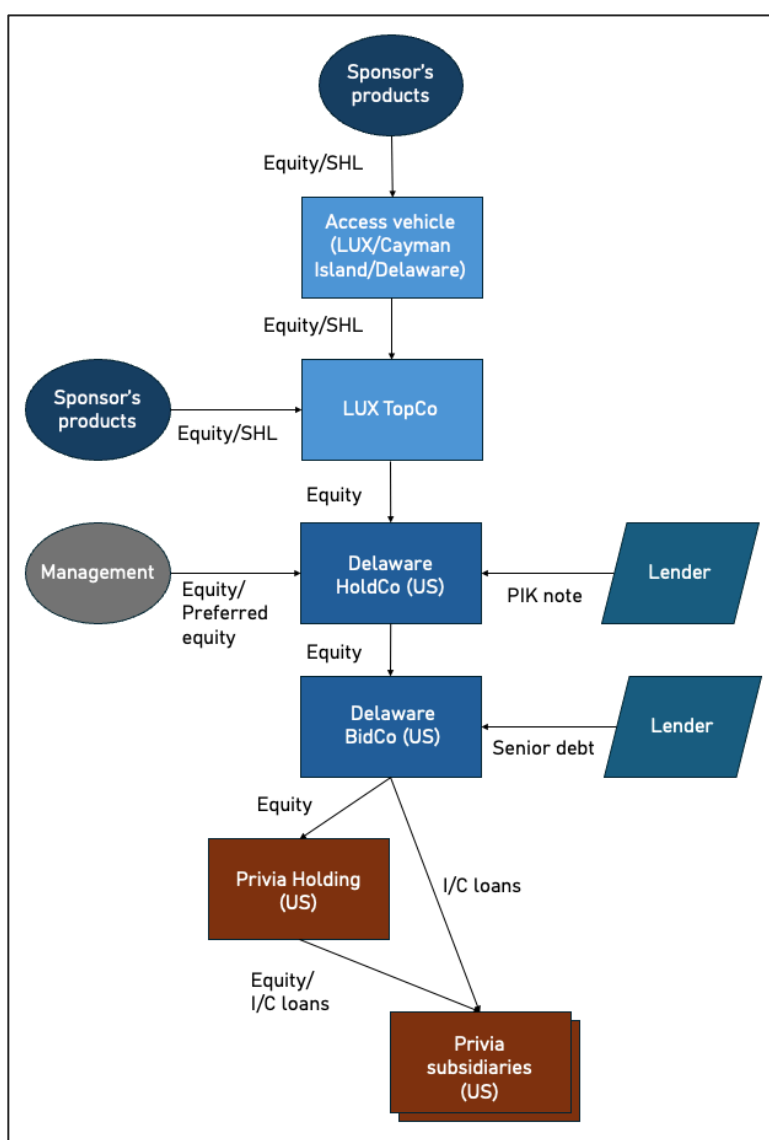 Sponsor's
products
Equity/SHL
Access vehicle
(LUX/Cayman
Island/Delaware)
Equity/SHL
Sponsor's
products
Equity/SHL
LUX TopCo
Equity
Management
Equity/
Preferred
equity
Delaware
HoldCo (US)
PIK note
Lender
Equity
Delaware
BidCo (US)
Senior debt
Lender
Equity
I/C loans
Privia Holding
(US)
Equity/
I/C loans
Privia
subsidiaries
(US)